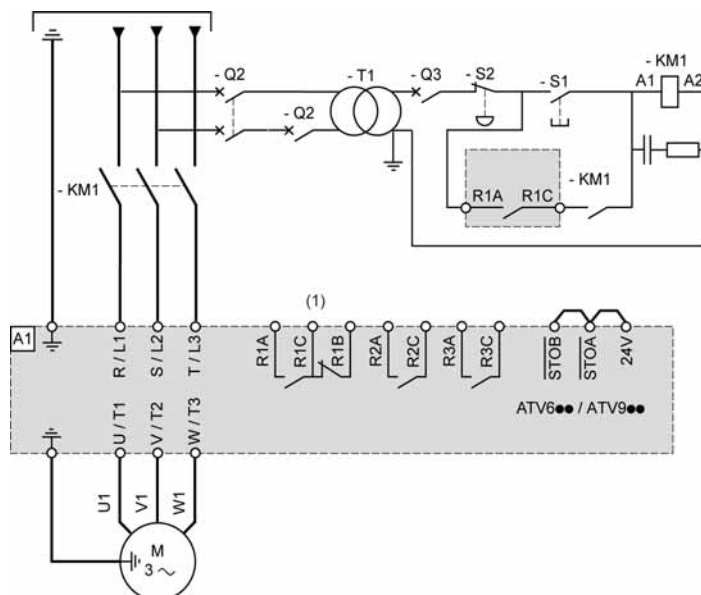 - Q2
- T1
- Q3
- S2
- S1
- KM1
A1
A2
- Q2
- KM1
R1A
R1C
- KM1
(1)
A1
R / L1
S / L2
T / L3
R1A
R1C
R1B
R2A
R2C
R3A
R3C
STOB
STOA
24V
ATV6●● / ATV9●●
U / T1
V / T2
W / T3
U1
V1
W1
M
3 ~